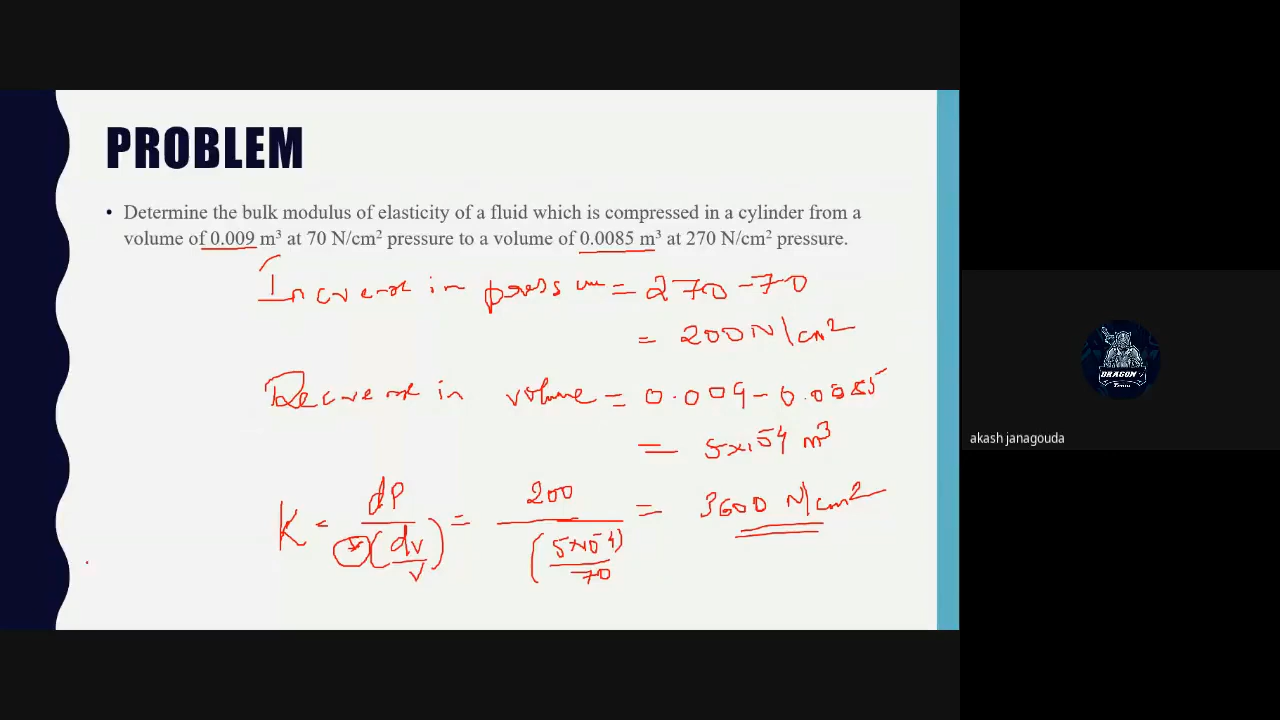 PROBLEM
• Determine the bulk modulus of elasticity of a fluid which is compressed in a cylinder from a
volume of 0.009 m³ at 70 N/cm² pressure to a volume of 0.0085 m³ at 270 N/cm² pressure.
Increase in pressure = 270 - 70
= 200 N/cm²
Decrease in volume = 0.009 - 0.0085
= 5×10⁻⁴ m³
K = dP / -(dv/v) = 200 / (5×10⁻⁴/70) = 3600 N/cm²
DRAGON
akash janagouda